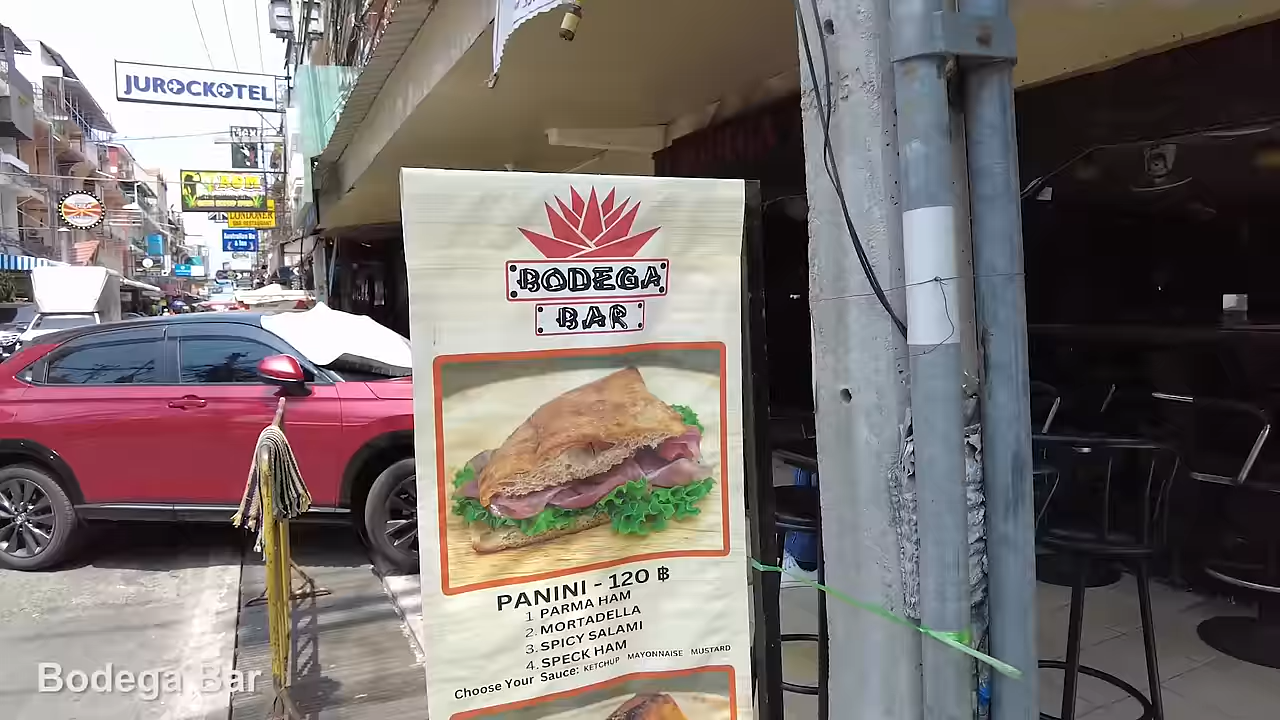 JUROCKOTEL
LONDONER
BODEGA
BAR
PANINI - 120 ฿
1 PARMA HAM
2. MORTADELLA
3. SPICY SALAMI
4. SPECK HAM
Choose Your Sauce: KETCHUP MAYONNAISE MUSTARD
Bodega Bar